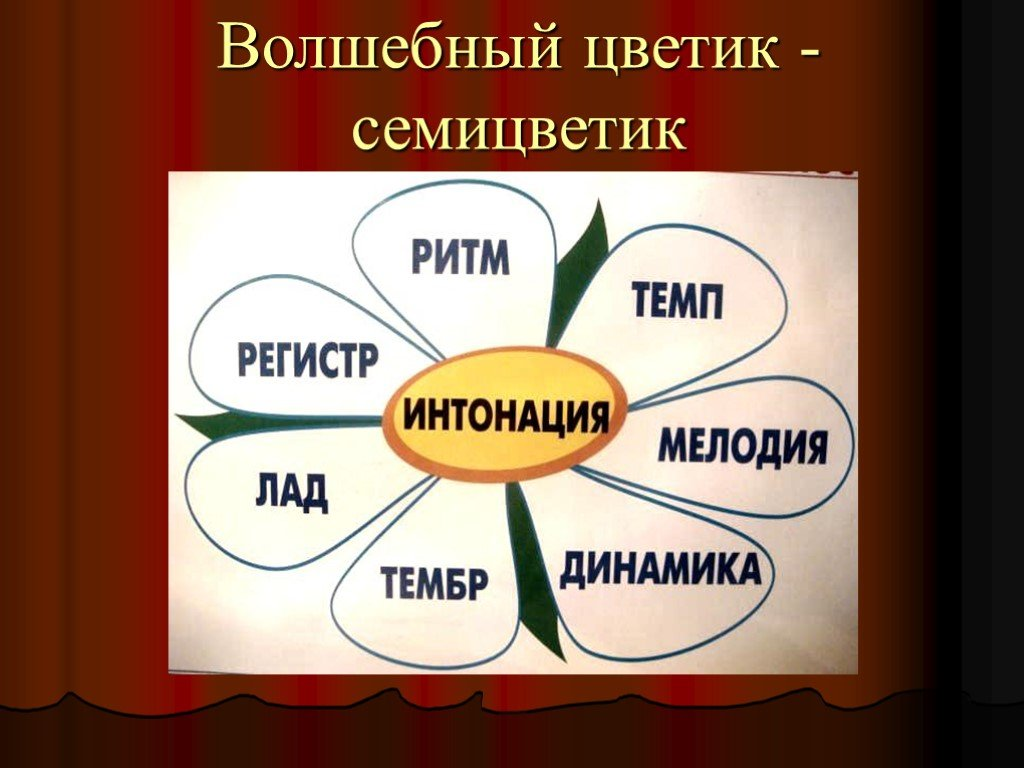 Волшебный цветик -
семицветик
РИТМ
ТЕМП
РЕГИСТР
ИНТОНАЦИЯ
МЕЛОДИЯ
ЛАД
ТЕМБР
ДИНАМИКА